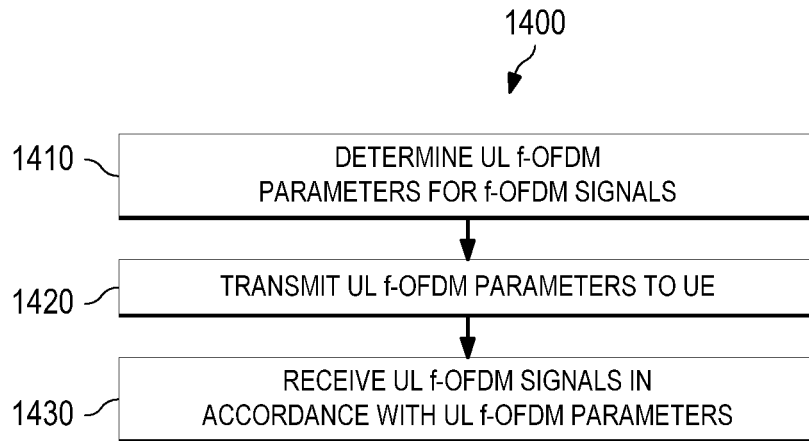 1400
1410
DETERMINE UL f-OFDM
PARAMETERS FOR f-OFDM SIGNALS
1420
TRANSMIT UL f-OFDM PARAMETERS TO UE
1430
RECEIVE UL f-OFDM SIGNALS IN
ACCORDANCE WITH UL f-OFDM PARAMETERS